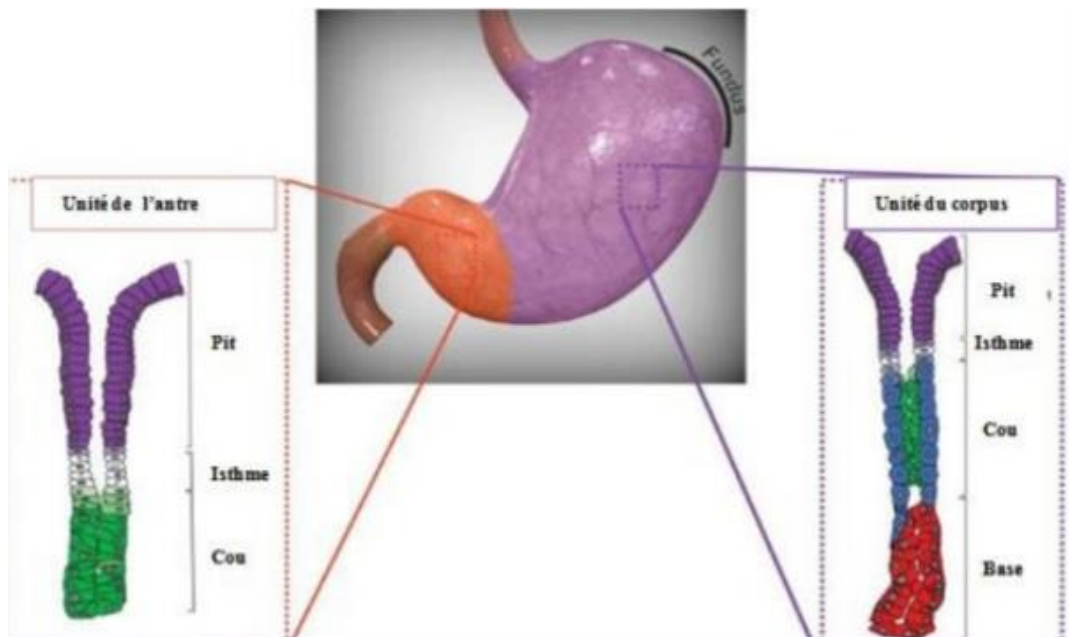 Fundus
Unité de l'antre
Pit
Isthme
Cou
Unité du corpus
Pit
Isthme
Cou
Base